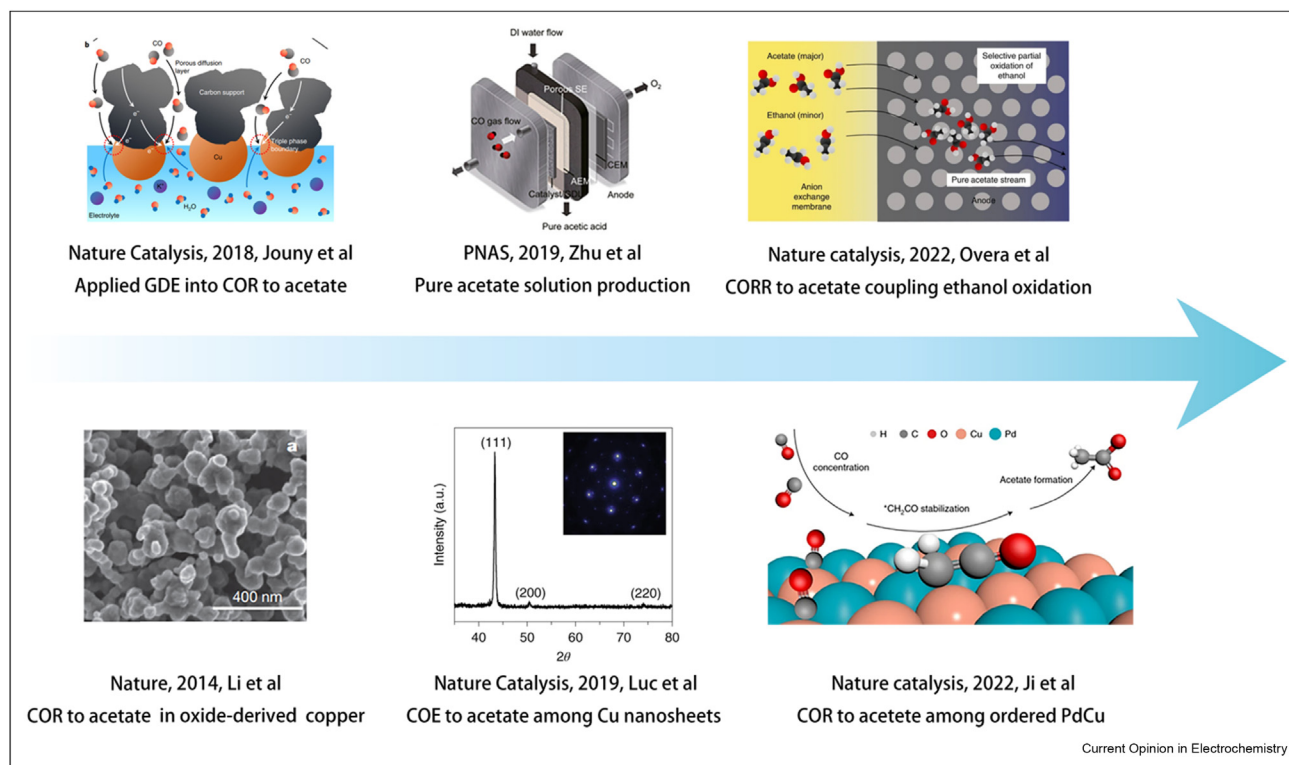 b
CO
CO
Porous diffusion
layer
Carbon support
e⁻
e⁻
e⁻
Triple phase
boundary
Cu
K⁺
H₂O
Electrolyte
Nature Catalysis, 2018, Jouny et al
Applied GDE into COR to acetate
DI water flow
O₂
Porous SE
CO gas flow
CEM
AEM
Catalyst/GDL
Anode
Pure acetic acid
PNAS, 2019, Zhu et al
Pure acetate solution production
Acetate (major)
Selective partial
oxidation of
ethanol
Ethanol (minor)
Pure acetate stream
Anion
exchange
membrane
Anode
Nature catalysis, 2022, Overa et al
CORR to acetate coupling ethanol oxidation
a
400 nm
Nature, 2014, Li et al
COR to acetate in oxide-derived copper
Intensity (a.u.)
(111)
(200)
(220)
40 50 60 70 80
2θ
Nature Catalysis, 2019, Luc et al
COE to acetate among Cu nanosheets
H C O Cu Pd
CO
concentration
Acetate formation
*CH₂CO stabilization
Nature catalysis, 2022, Ji et al
COR to acetete among ordered PdCu
Current Opinion in Electrochemistry